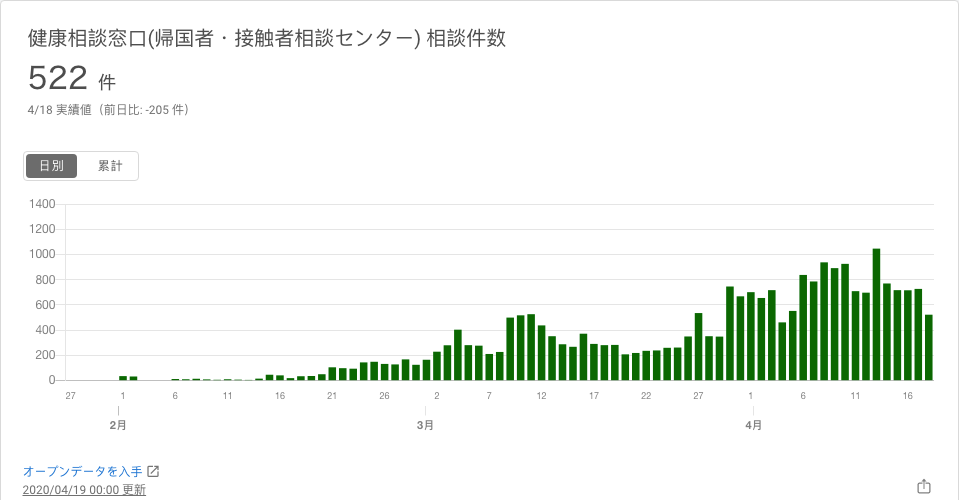 健康相談窓口(帰国者・接触者相談センター) 相談件数
522 件
4/18 実績値（前日比: -205 件）
日別 累計
1400
1200
1000
800
600
400
200
0
27 1 6 11 16 21 26 2 7 12 17 22 27 1 6 11 16
2月 3月 4月
オープンデータを入手
2020/04/19 00:00 更新